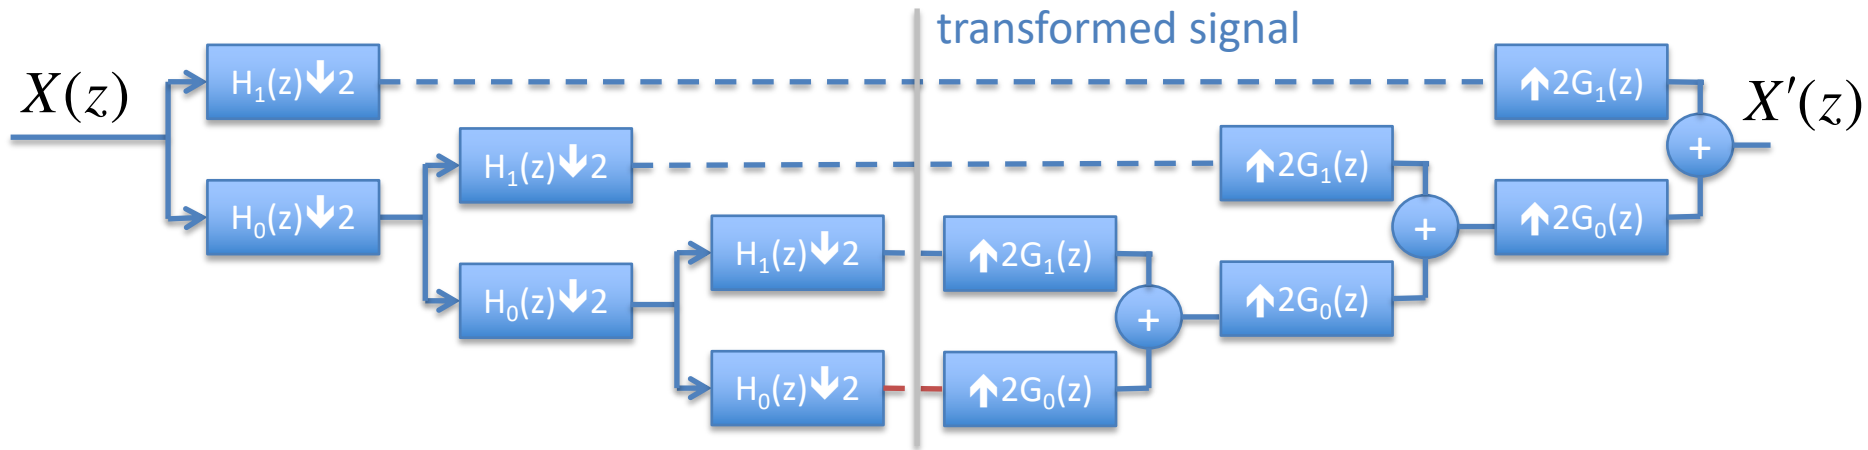 transformed signal
H₁(z)↓2
↑2G₁(z)
X(z)
X′(z)
H₁(z)↓2
↑2G₁(z)
+
H₀(z)↓2
↑2G₀(z)
+
H₁(z)↓2
↑2G₁(z)
H₀(z)↓2
↑2G₀(z)
+
H₀(z)↓2
↑2G₀(z)